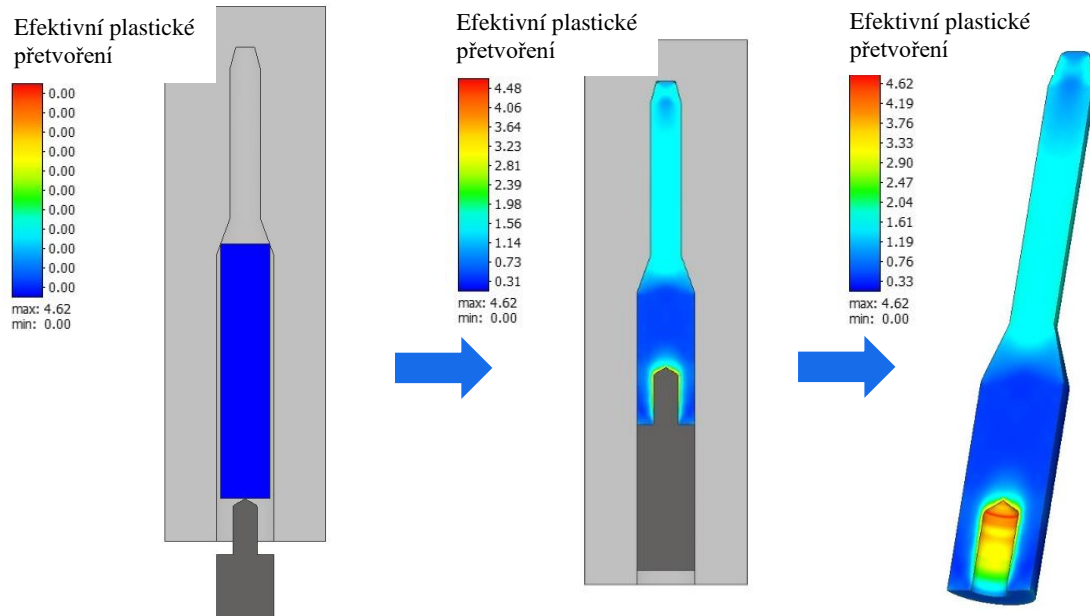 Efektivní plastické
přetvoření
0.00
0.00
0.00
0.00
0.00
0.00
0.00
0.00
0.00
0.00
0.00
max: 4.62
min: 0.00
Efektivní plastické
přetvoření
4.48
4.06
3.64
3.23
2.81
2.39
1.98
1.56
1.14
0.72
0.31
max: 4.62
min: 0.00
Efektivní plastické
přetvoření
4.62
4.19
3.76
3.33
2.90
2.47
2.04
1.61
1.19
0.76
0.33
max: 4.62
min: 0.00